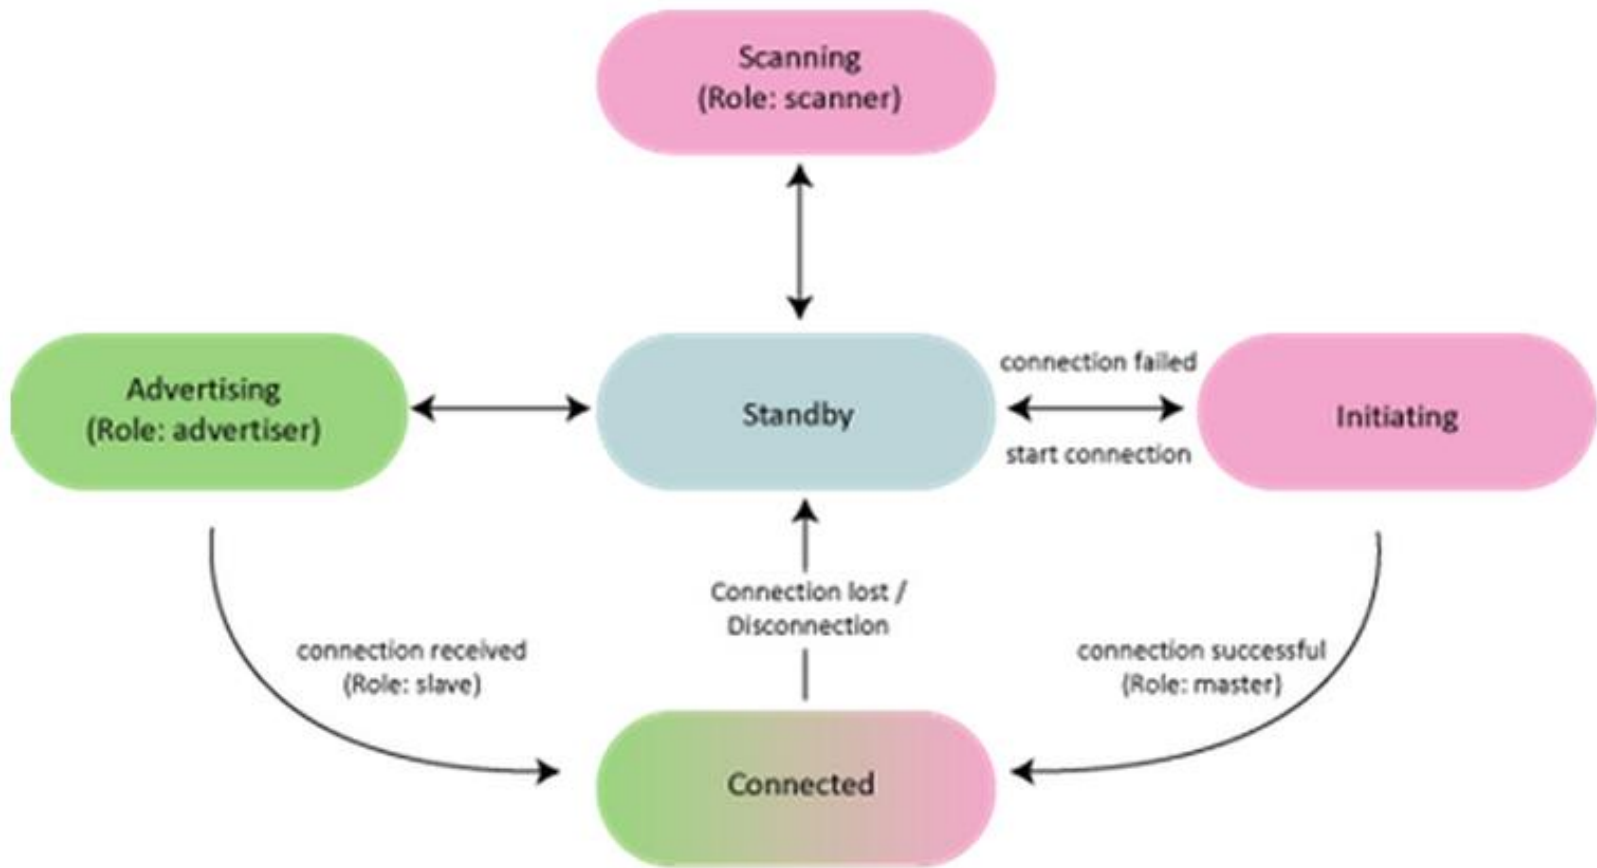 Scanning
(Role: scanner)
Advertising
(Role: advertiser)
Standby
connection failed
start connection
Initiating
Connection lost /
Disconnection
connection received
(Role: slave)
connection successful
(Role: master)
Connected